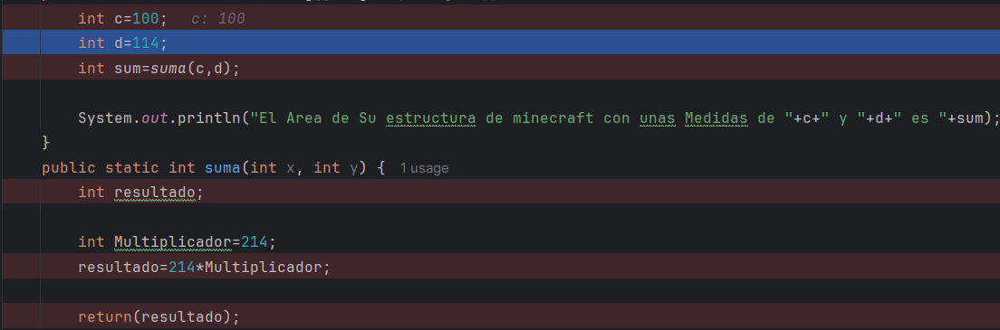 int c=100;   c: 100
int d=114;
int sum=suma(c,d);
System.out.println("El Area de Su estructura de minecraft con unas Medidas de "+c+" y "+d+" es "+sum);
}
public static int suma(int x, int y) {   1 usage
int resultado;
int Multiplicador=214;
resultado=214*Multiplicador;
return(resultado);